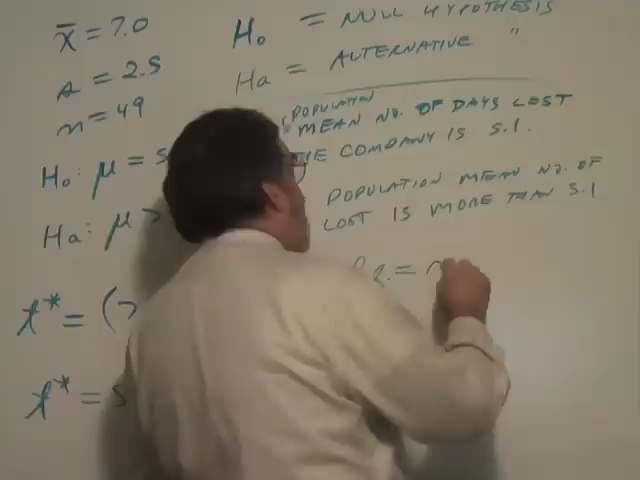 x̄ = 7.0
s = 2.5
n = 49
H₀: μ = 5
Ha: μ >
t* = (7
t* = 5
H₀ = NULL HYPOTHESIS
Ha = ALTERNATIVE "
POPULATION
MEAN NO. OF DAYS LOST
THE COMPANY IS 5.1.
POPULATION MEAN NO. OF
LOST IS MORE THAN 5.1